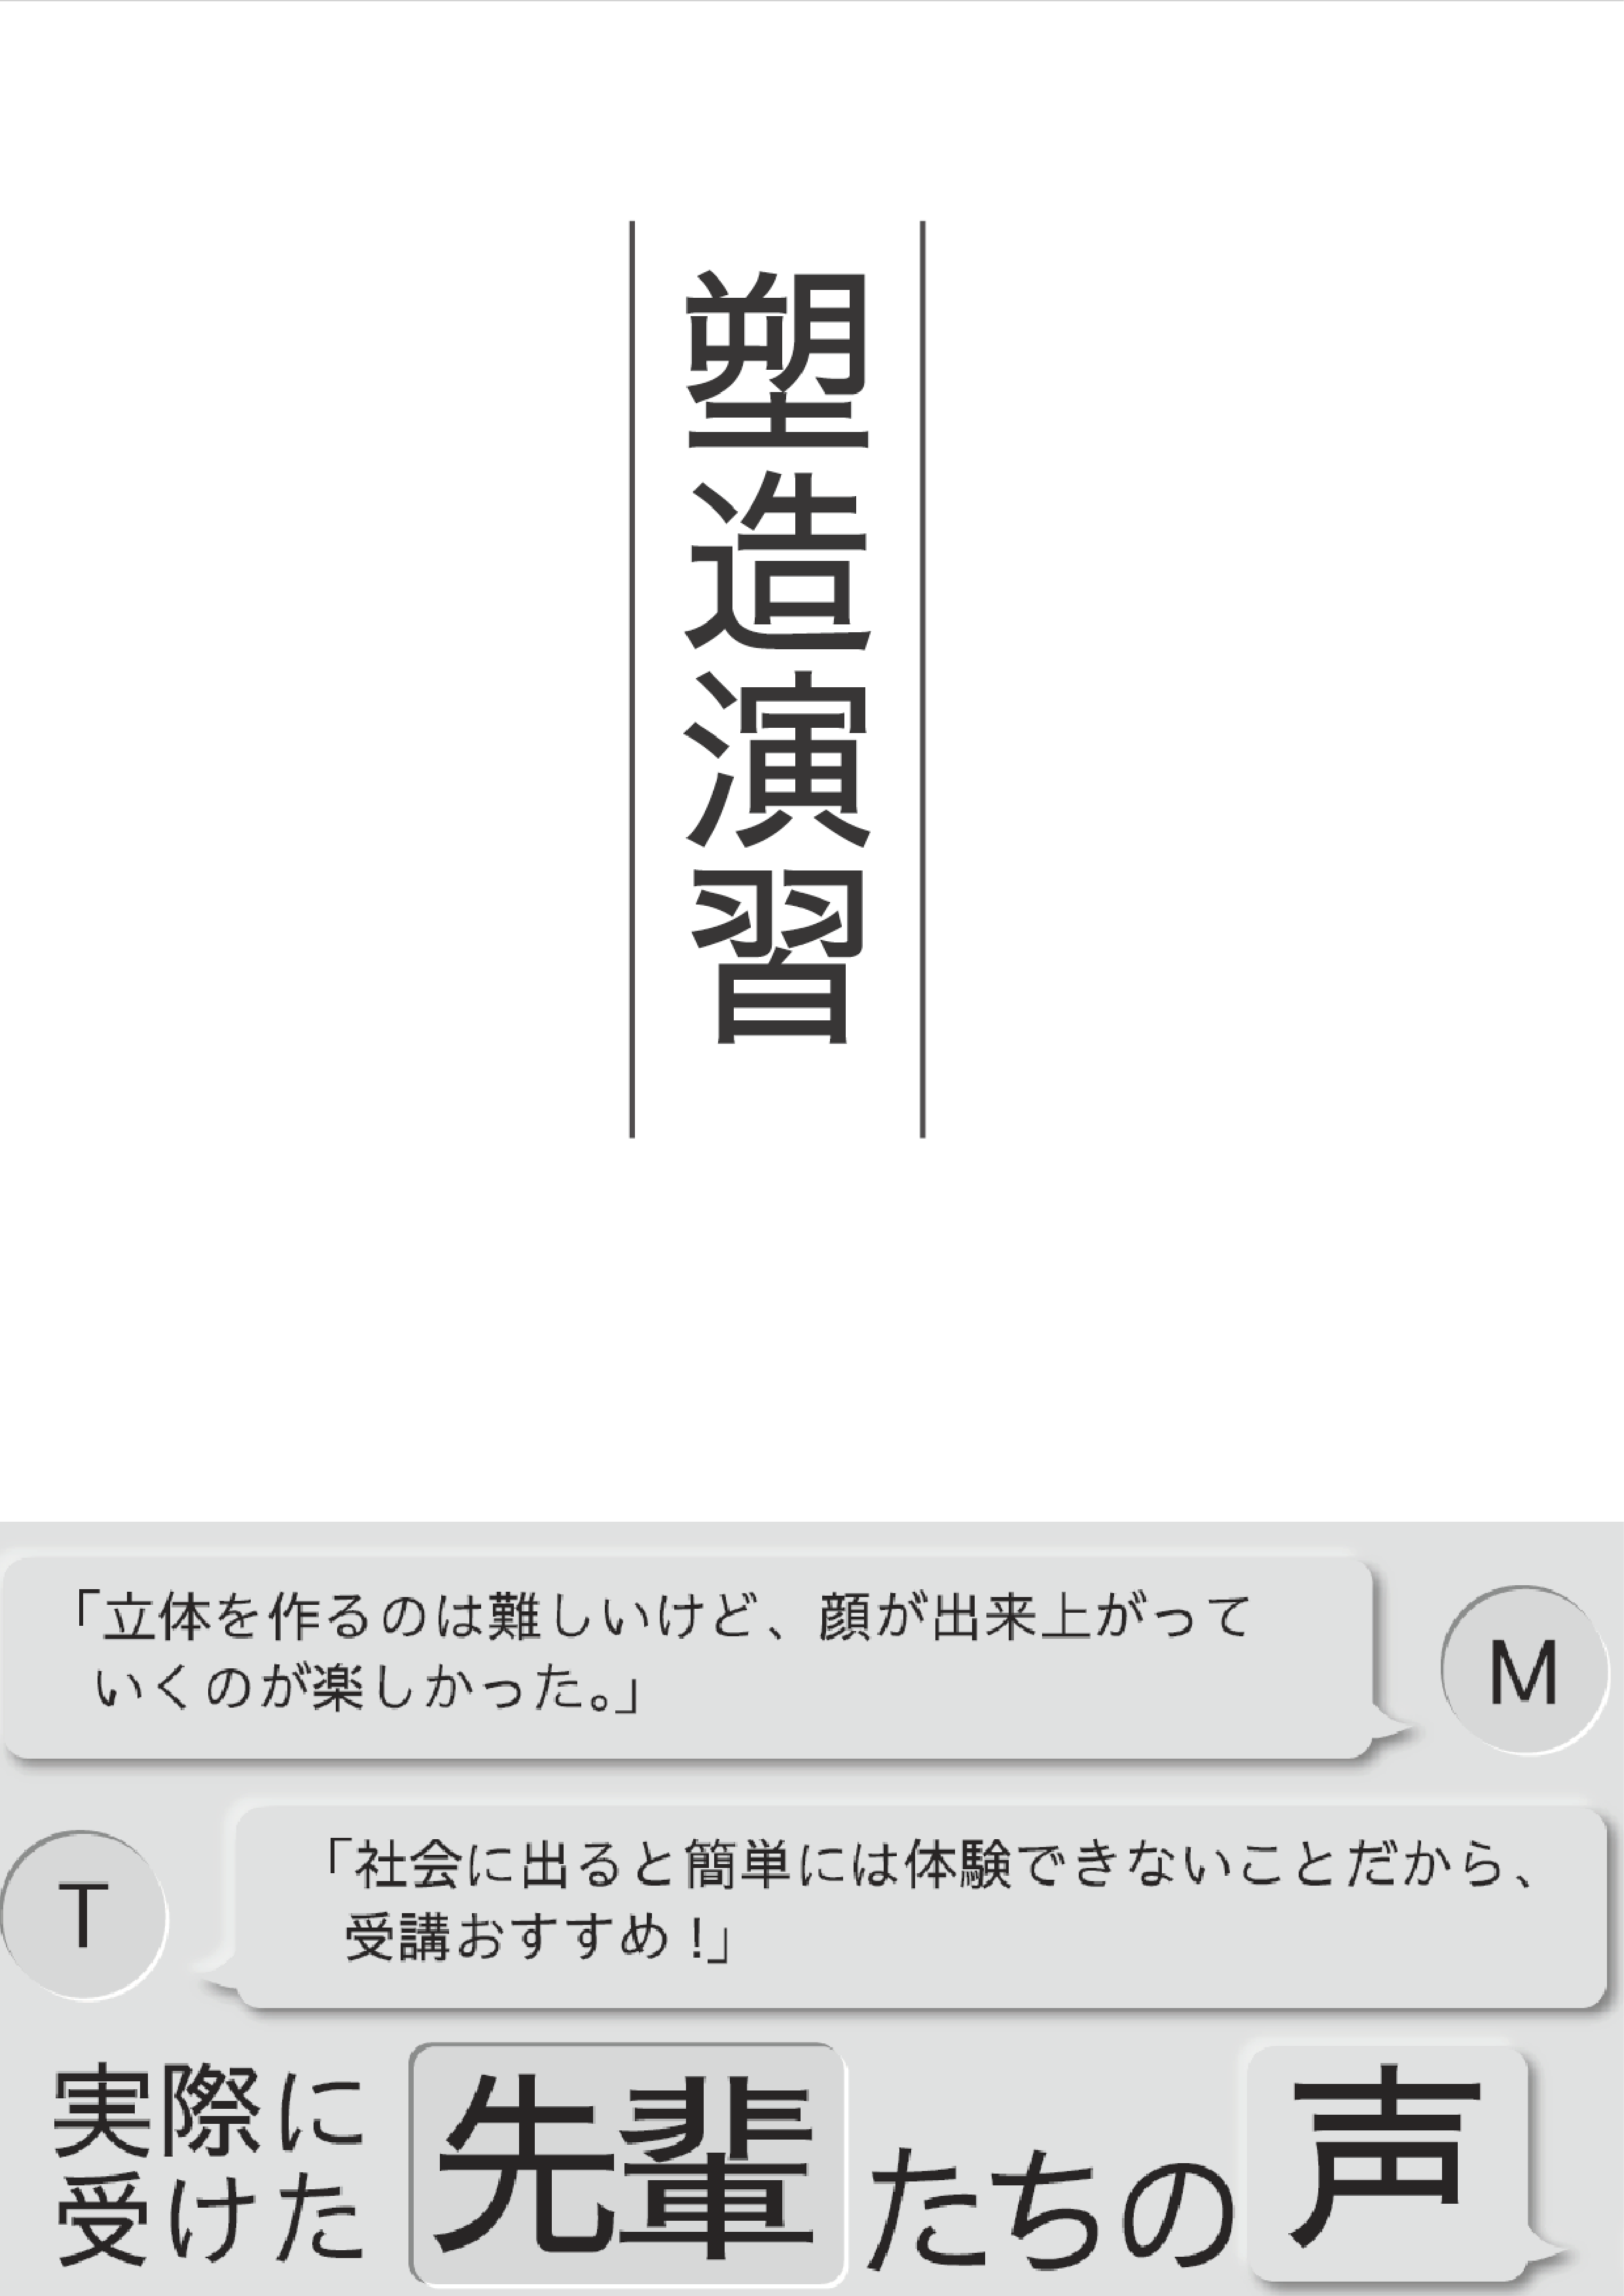 塑造演習
「立体を作るのは難しいけど、顔が出来上がって
いくのが楽しかった。」
M
T
「社会に出ると簡単には体験できないことだから、
受講おすすめ!」
実際に
受けた
先輩たちの声